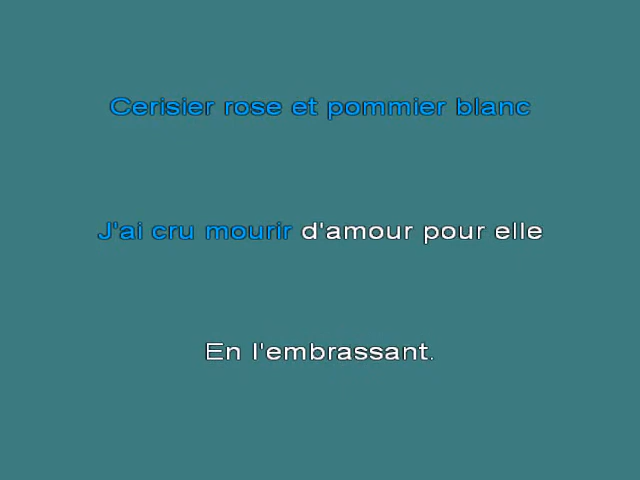 Cerisier rose et pommier blanc
J'ai cru mourir d'amour pour elle
En l'embrassant.